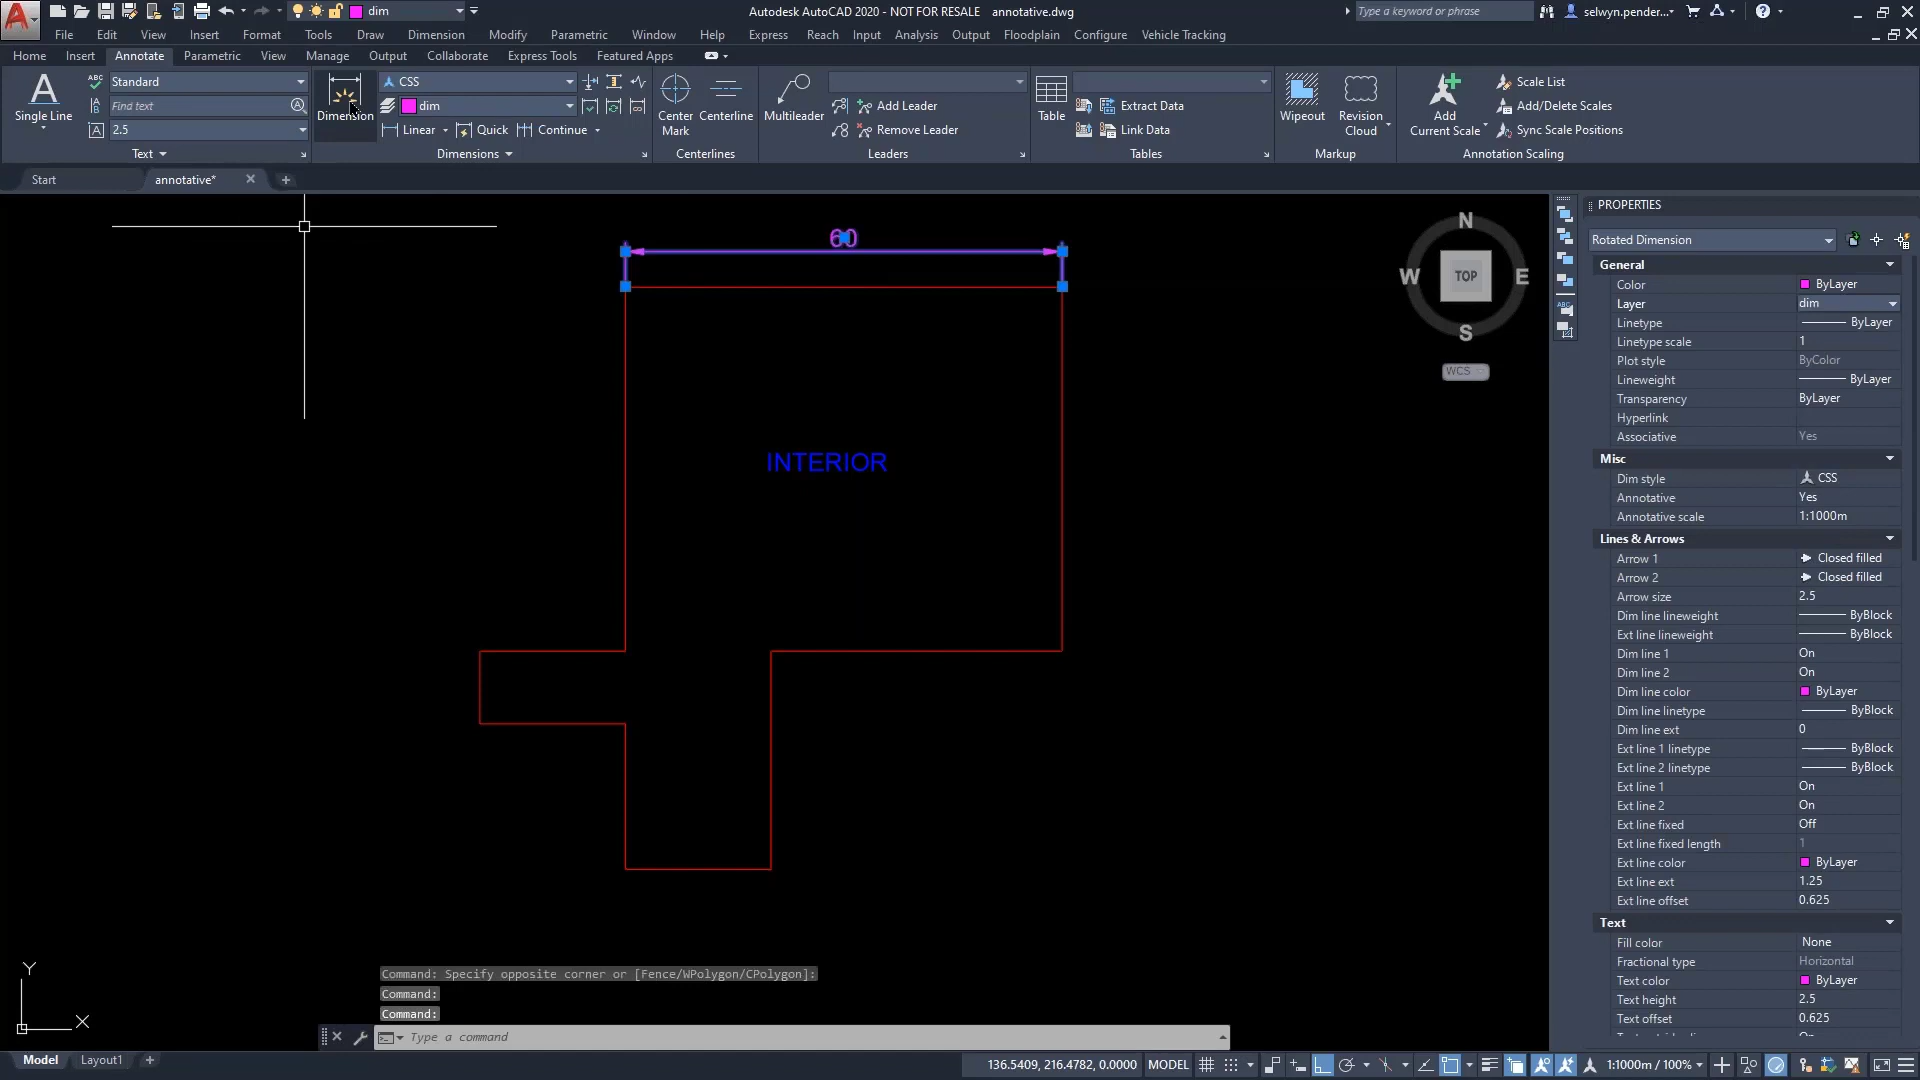 dim
Autodesk AutoCAD 2020 - NOT FOR RESALE annotative.dwg
Type a keyword or phrase
selwyn.pender...
File Edit View Insert Format Tools Draw Dimension Modify Parametric Window Help Express Reach Input Analysis Output Floodplain Configure Vehicle Tracking
Home Insert Annotate Parametric View Manage Output Collaborate Express Tools Featured Apps
A
Single Line
ABC
Standard
Find text
2.5
Text
Dimension
CSS
dim
Linear Quick Continue
Dimensions
Center Mark
Centerline
Centerlines
Multileader
Add Leader
Remove Leader
Leaders
Table
Extract Data
Link Data
Tables
Wipeout
Revision Cloud
Markup
Add Current Scale
Scale List
Add/Delete Scales
Sync Scale Positions
Annotation Scaling
Start
annotative*
60
INTERIOR
N
W TOP E
S
WCS
Y
X
PROPERTIES
Rotated Dimension
General
Color ByLayer
Layer dim
Linetype ByLayer
Linetype scale 1
Plot style ByColor
Lineweight ByLayer
Transparency ByLayer
Hyperlink
Associative Yes
Misc
Dim style CSS
Annotative Yes
Annotative scale 1:1000m
Lines & Arrows
Arrow 1 Closed filled
Arrow 2 Closed filled
Arrow size 2.5
Dim line lineweight ByBlock
Ext line lineweight ByBlock
Dim line 1 On
Dim line 2 On
Dim line color ByLayer
Dim line linetype ByBlock
Dim line ext 0
Ext line 1 linetype ByBlock
Ext line 2 linetype ByBlock
Ext line 1 On
Ext line 2 On
Ext line fixed Off
Ext line fixed length 1
Ext line color ByLayer
Ext line ext 1.25
Ext line offset 0.625
Text
Fill color None
Fractional type Horizontal
Text color ByLayer
Text height 2.5
Text offset 0.625
Command: Specify opposite corner or [Fence/WPolygon/CPolygon]:
Command:
Command:
Type a command
Model Layout1
136.5409, 216.4782, 0.0000 MODEL
1:1000m / 100%